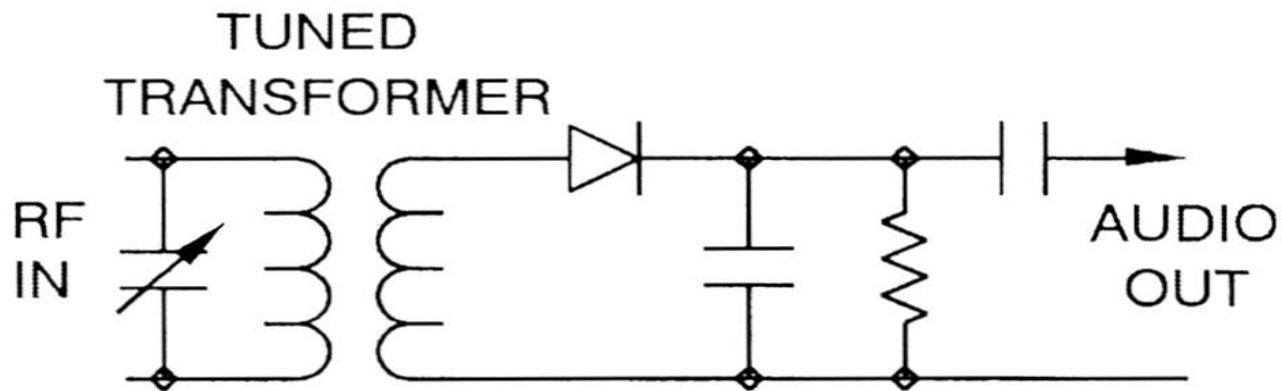 TUNED
TRANSFORMER
RF
IN
AUDIO
OUT